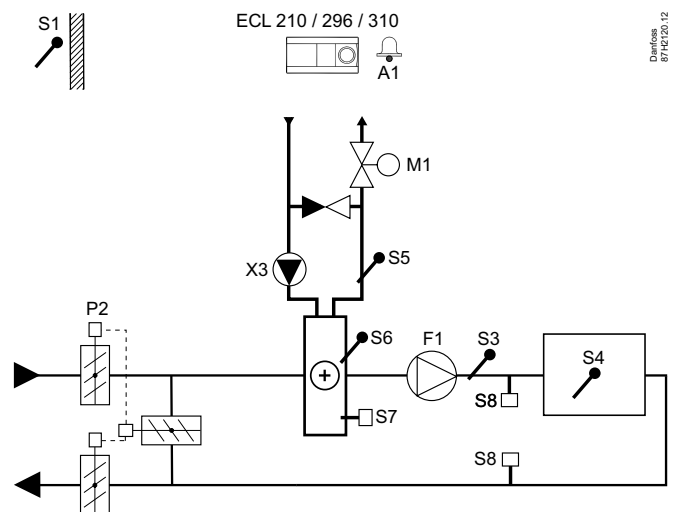 S1
ECL 210 / 296 / 310
A1
Danfoss
87H2120.12
M1
X3
S5
P2
S6
F1
S3
S4
S8
S7
S8